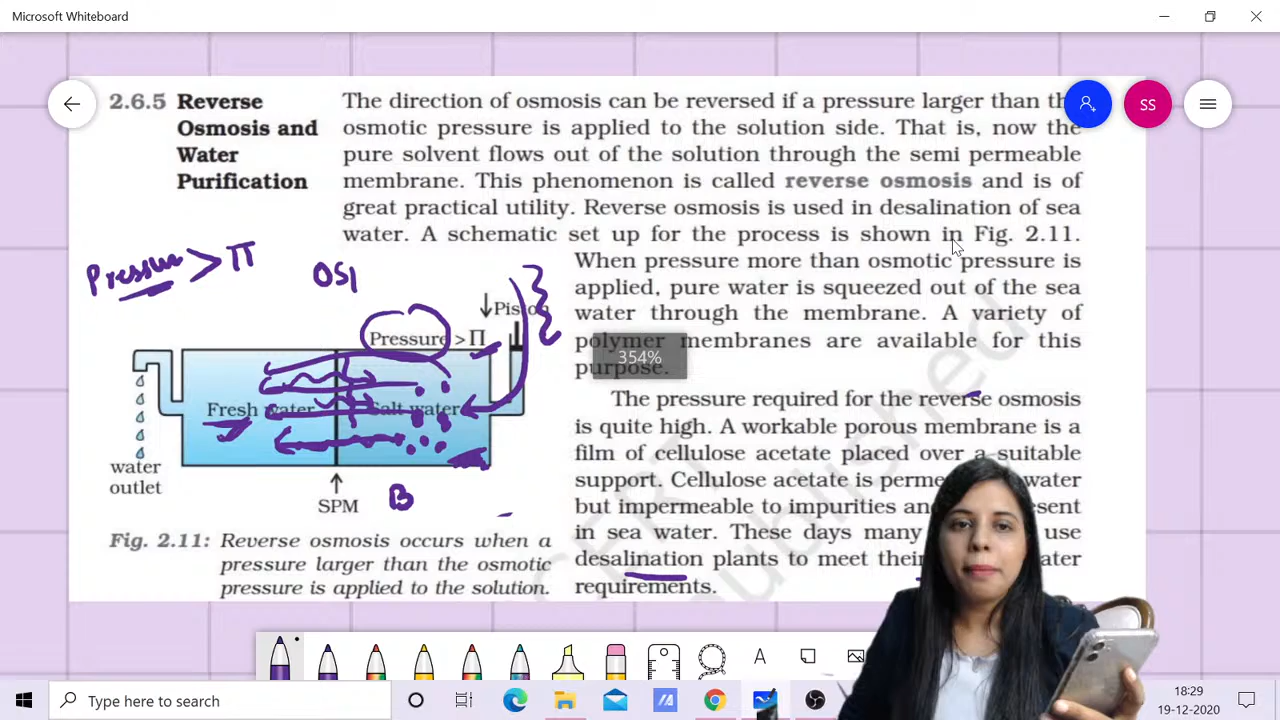 Microsoft Whiteboard
2.6.5 Reverse
Osmosis and
Water
Purification
The direction of osmosis can be reversed if a pressure larger than
osmotic pressure is applied to the solution side. That is, now the
pure solvent flows out of the solution through the semi permeable
membrane. This phenomenon is called reverse osmosis and is of
great practical utility. Reverse osmosis is used in desalination of sea
water. A schematic set up for the process is shown in Fig. 2.11.
When pressure more than osmotic pressure is
applied, pure water is squeezed out of the sea
water through the membrane. A variety of
polymer membranes are available for this
purpose.
354%
The pressure required for the reverse osmosis
is quite high. A workable porous membrane is a
film of cellulose acetate placed over a suitable
support. Cellulose acetate is water
but impermeable to impurities
in sea water. These days many use
desalination plants to meet their
requirements.
SS
Pressure > Π
OSI
Piston
Pressure > Π
Fresh water
Salt water
water
outlet
SPM
B
Fig. 2.11: Reverse osmosis occurs when a
pressure larger than the osmotic
pressure is applied to the solution.
Type here to search
18:29
19-12-2020